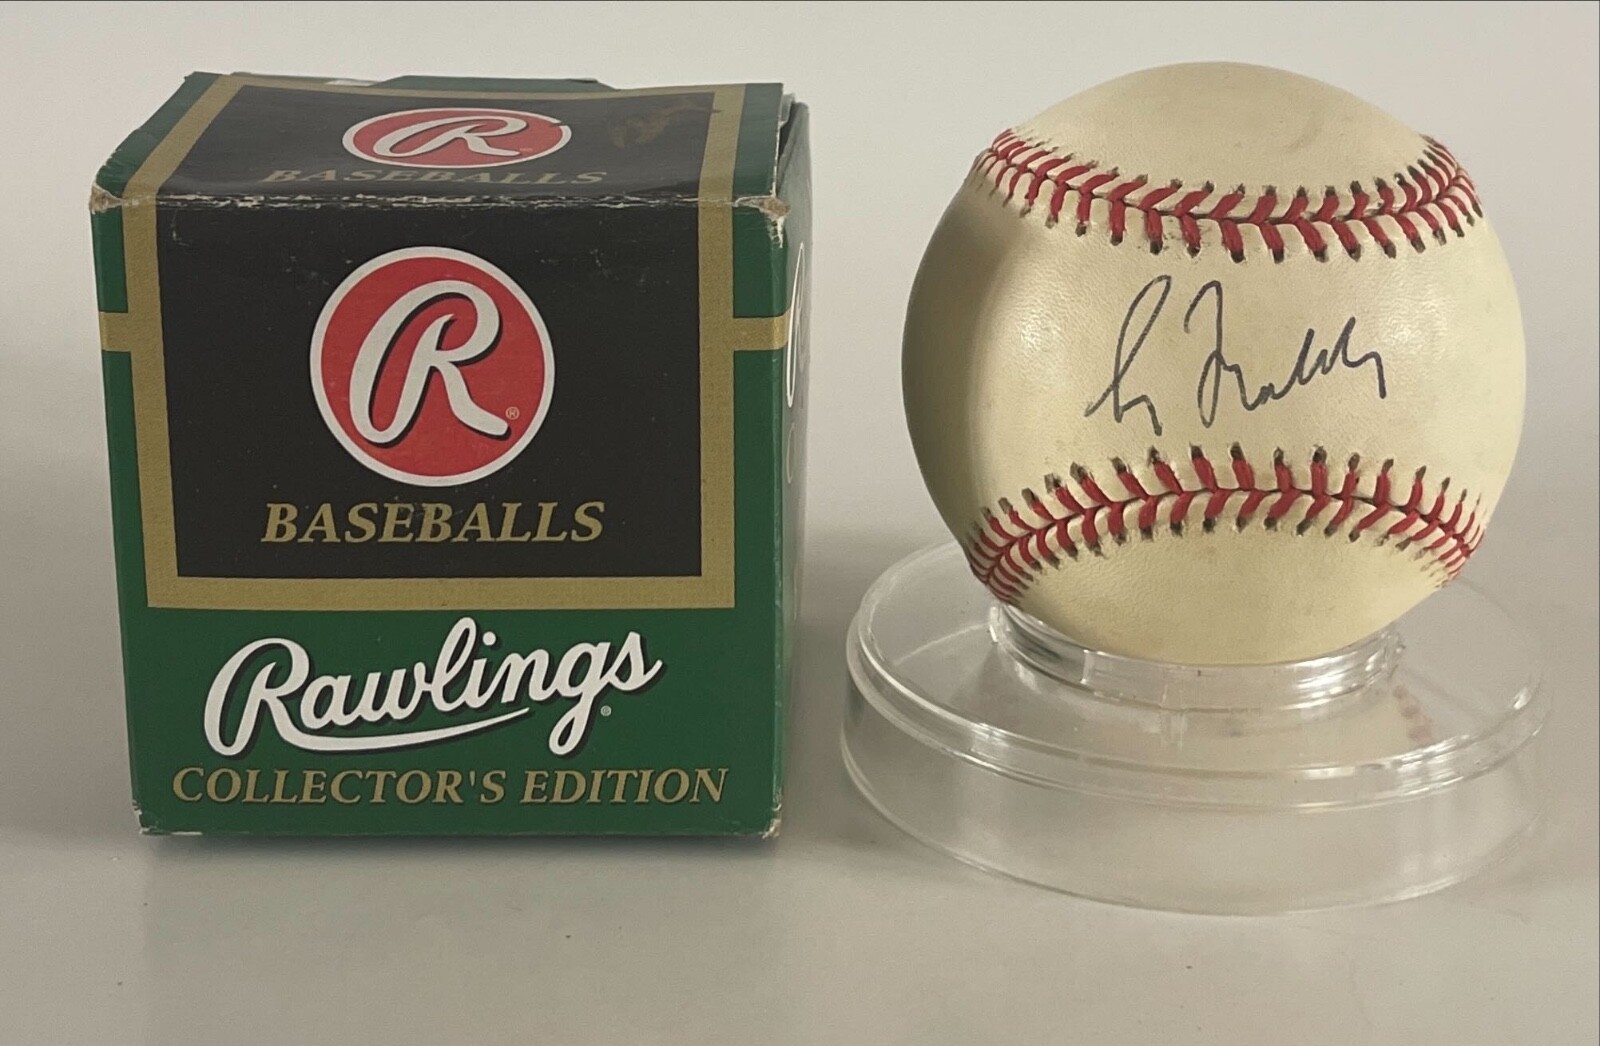 R
BASEBALLS
R®
BASEBALLS
Rawlings®
COLLECTOR'S EDITION